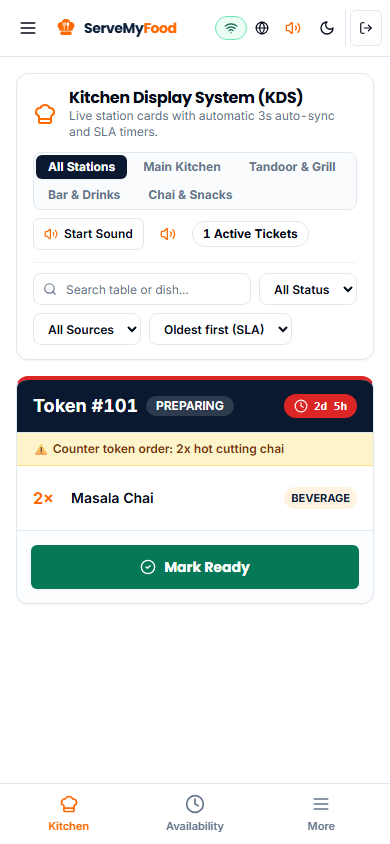 ServeMyFood
Kitchen Display System (KDS)
Live station cards with automatic 3s auto-sync
and SLA timers.
All Stations Main Kitchen Tandoor & Grill
Bar & Drinks Chai & Snacks
Start Sound 1 Active Tickets
Search table or dish... All Status
All Sources Oldest first (SLA)
Token #101 PREPARING 2d 5h
Counter token order: 2x hot cutting chai
2× Masala Chai BEVERAGE
Mark Ready
Kitchen Availability More